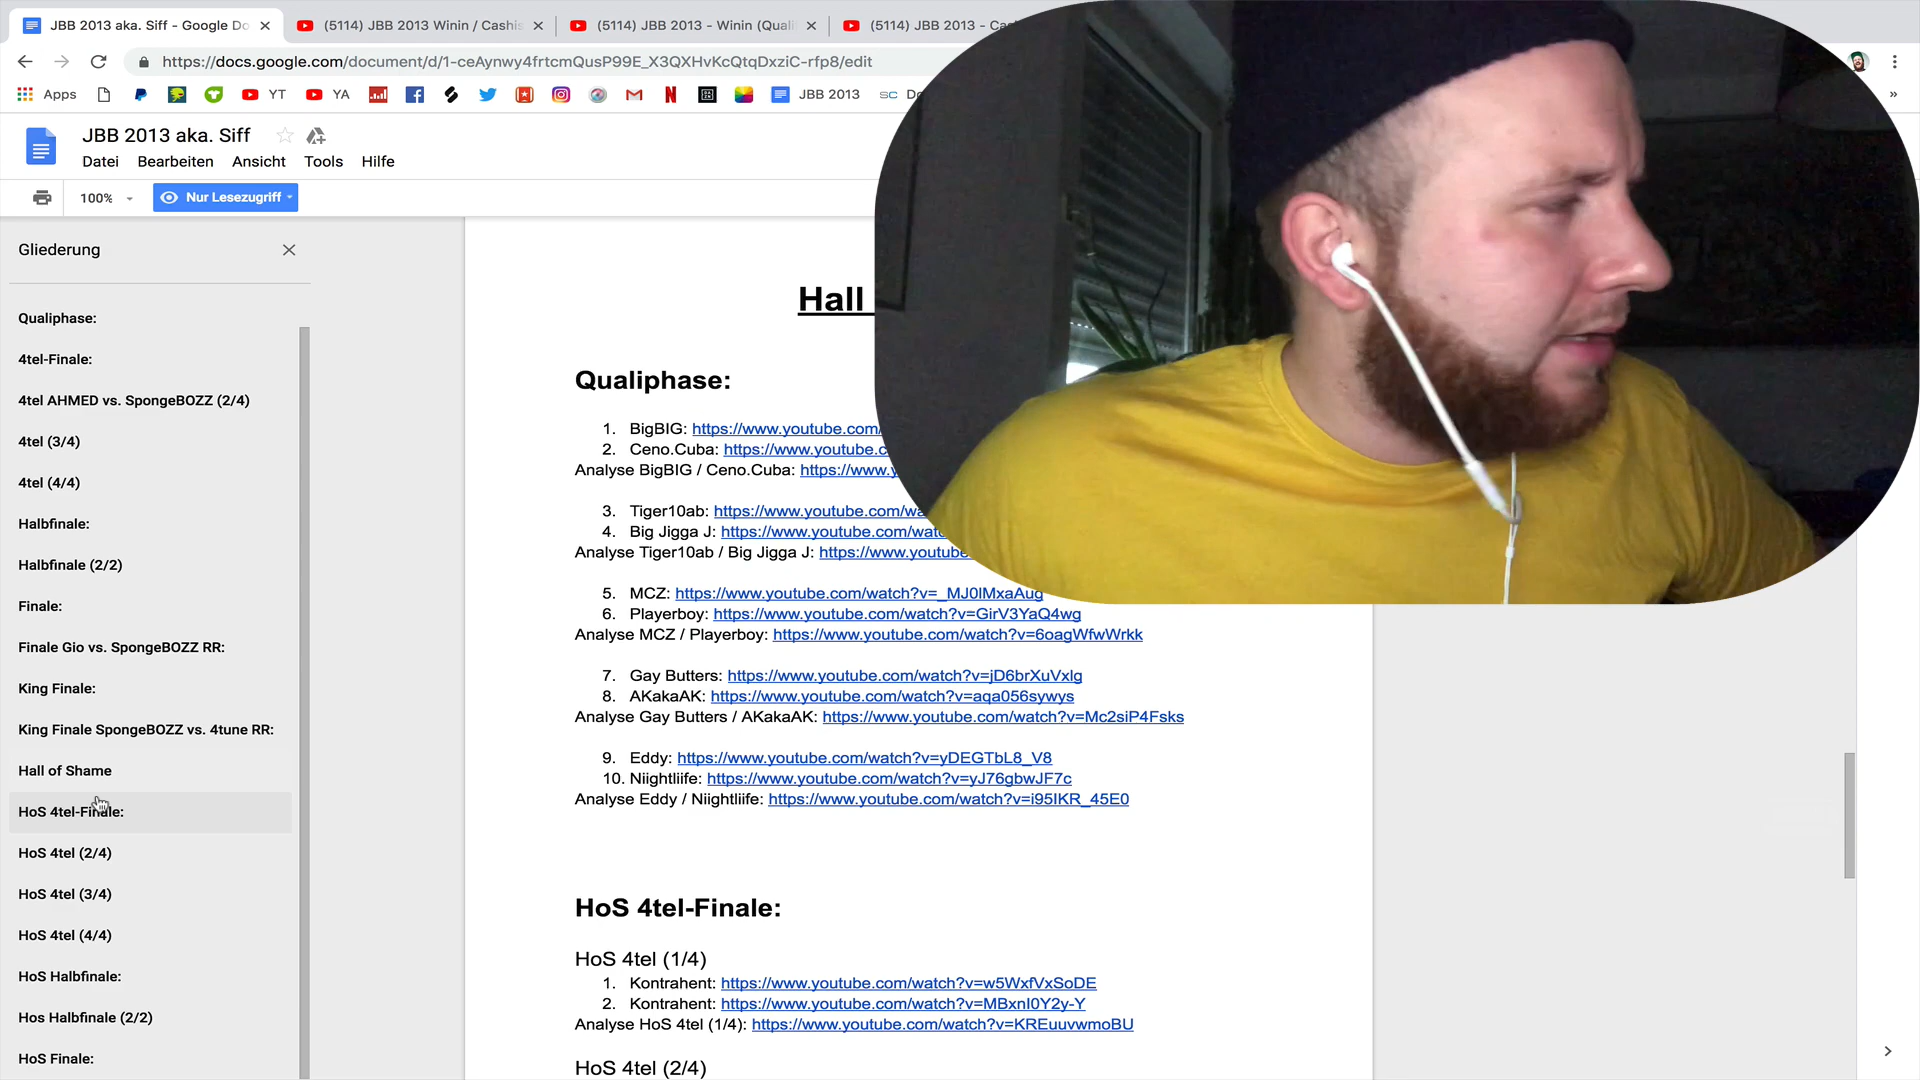 JBB 2013 aka. Siff - Google Do
(5114) JBB 2013 Winin / Cashis
(5114) JBB 2013 - Winin (Quali
(5114) JBB 2013 - Ca
https://docs.google.com/document/d/1-ceAynwy4frtcmQusP99E_X3QXHvKcQtqDxziC-rfp8/edit
Apps YT YA JBB 2013 SC Do
JBB 2013 aka. Siff
Datei Bearbeiten Ansicht Tools Hilfe
100% Nur Lesezugriff
Gliederung
Qualiphase:
4tel-Finale:
4tel AHMED vs. SpongeBOZZ (2/4)
4tel (3/4)
4tel (4/4)
Halbfinale:
Halbfinale (2/2)
Finale:
Finale Gio vs. SpongeBOZZ RR:
King Finale:
King Finale SpongeBOZZ vs. 4tune RR:
Hall of Shame
HoS 4tel-Finale:
HoS 4tel (2/4)
HoS 4tel (3/4)
HoS 4tel (4/4)
HoS Halbfinale:
Hos Halbfinale (2/2)
HoS Finale:
Hall
Qualiphase:
1. BigBIG: https://www.youtube.com/
2. Ceno.Cuba: https://www.youtube.c
Analyse BigBIG / Ceno.Cuba: https://www.y
3. Tiger10ab: https://www.youtube.com/wa
4. Big Jigga J: https://www.youtube.com/watc
Analyse Tiger10ab / Big Jigga J: https://www.youtube
5. MCZ: https://www.youtube.com/watch?v=_MJ0lMxaAug
6. Playerboy: https://www.youtube.com/watch?v=GirV3YaQ4wg
Analyse MCZ / Playerboy: https://www.youtube.com/watch?v=6oagWfwWrkk
7. Gay Butters: https://www.youtube.com/watch?v=jD6brXuVxlg
8. AKakaAK: https://www.youtube.com/watch?v=aqa056sywys
Analyse Gay Butters / AKakaAK: https://www.youtube.com/watch?v=Mc2siP4Fsks
9. Eddy: https://www.youtube.com/watch?v=yDEGTbL8_V8
10. Niightliife: https://www.youtube.com/watch?v=yJ76gbwJF7c
Analyse Eddy / Niightliife: https://www.youtube.com/watch?v=i95IKR_45E0
HoS 4tel-Finale:
HoS 4tel (1/4)
1. Kontrahent: https://www.youtube.com/watch?v=w5WxfVxSoDE
2. Kontrahent: https://www.youtube.com/watch?v=MBxnI0Y2y-Y
Analyse HoS 4tel (1/4): https://www.youtube.com/watch?v=KREuuvwmoBU
HoS 4tel (2/4)